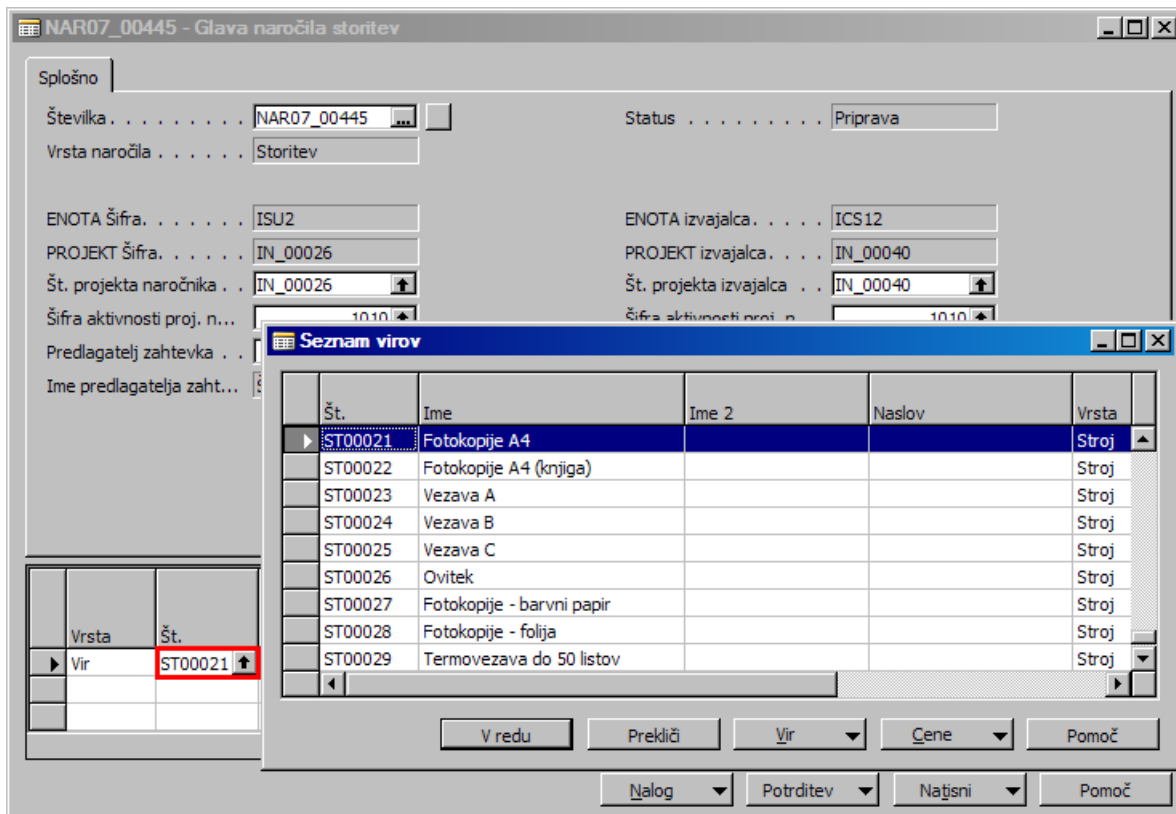 NAR07_00445 - Glava naročila storitev
Splošno
Številka. . . . . . . . . NAR07_00445 ... Status . . . . . . . . . Priprava
Vrsta naročila . . . . . . Storitev
ENOTA Šifra. . . . . . . ISU2 ENOTA izvajalca. . . . . ICS12
PROJEKT Šifra. . . . . . IN_00026 PROJEKT izvajalca. . . . IN_00040
Št. projekta naročnika . . IN_00026 Št. projekta izvajalca . . IN_00040
Šifra aktivnosti proj. n... 1010 Šifra aktivnosti proj. n 1010
Predlagatelj zahtevka . .
Ime predlagatelja zaht...
Seznam virov
Št. Ime Ime 2 Naslov Vrsta
ST00021 Fotokopije A4 Stroj
ST00022 Fotokopije A4 (knjiga) Stroj
ST00023 Vezava A Stroj
ST00024 Vezava B Stroj
ST00025 Vezava C Stroj
ST00026 Ovitek Stroj
ST00027 Fotokopije - barvni papir Stroj
ST00028 Fotokopije - folija Stroj
ST00029 Termovezava do 50 listov Stroj
V redu Prekliči Vir Cene Pomoč
Vrsta Št.
Vir ST00021
Nalog Potrditev Natisni Pomoč